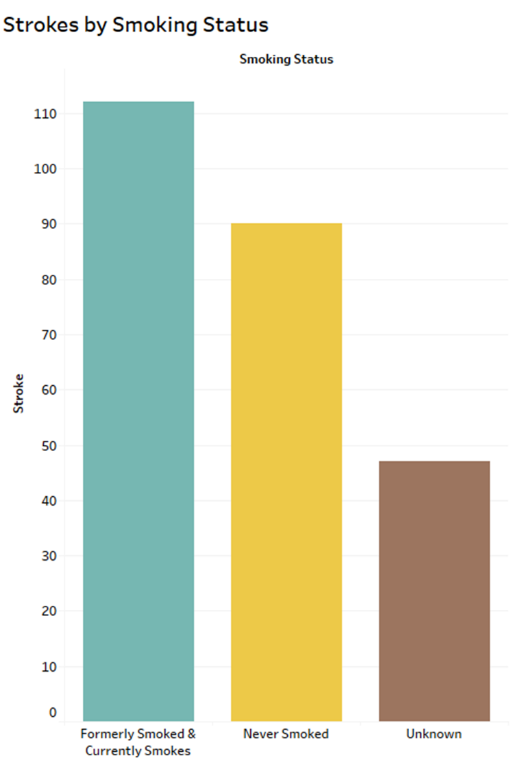 Strokes by Smoking Status
Smoking Status
110
100
90
80
70
60
50
40
30
20
10
0
Stroke
Formerly Smoked &
Currently Smokes
Never Smoked
Unknown